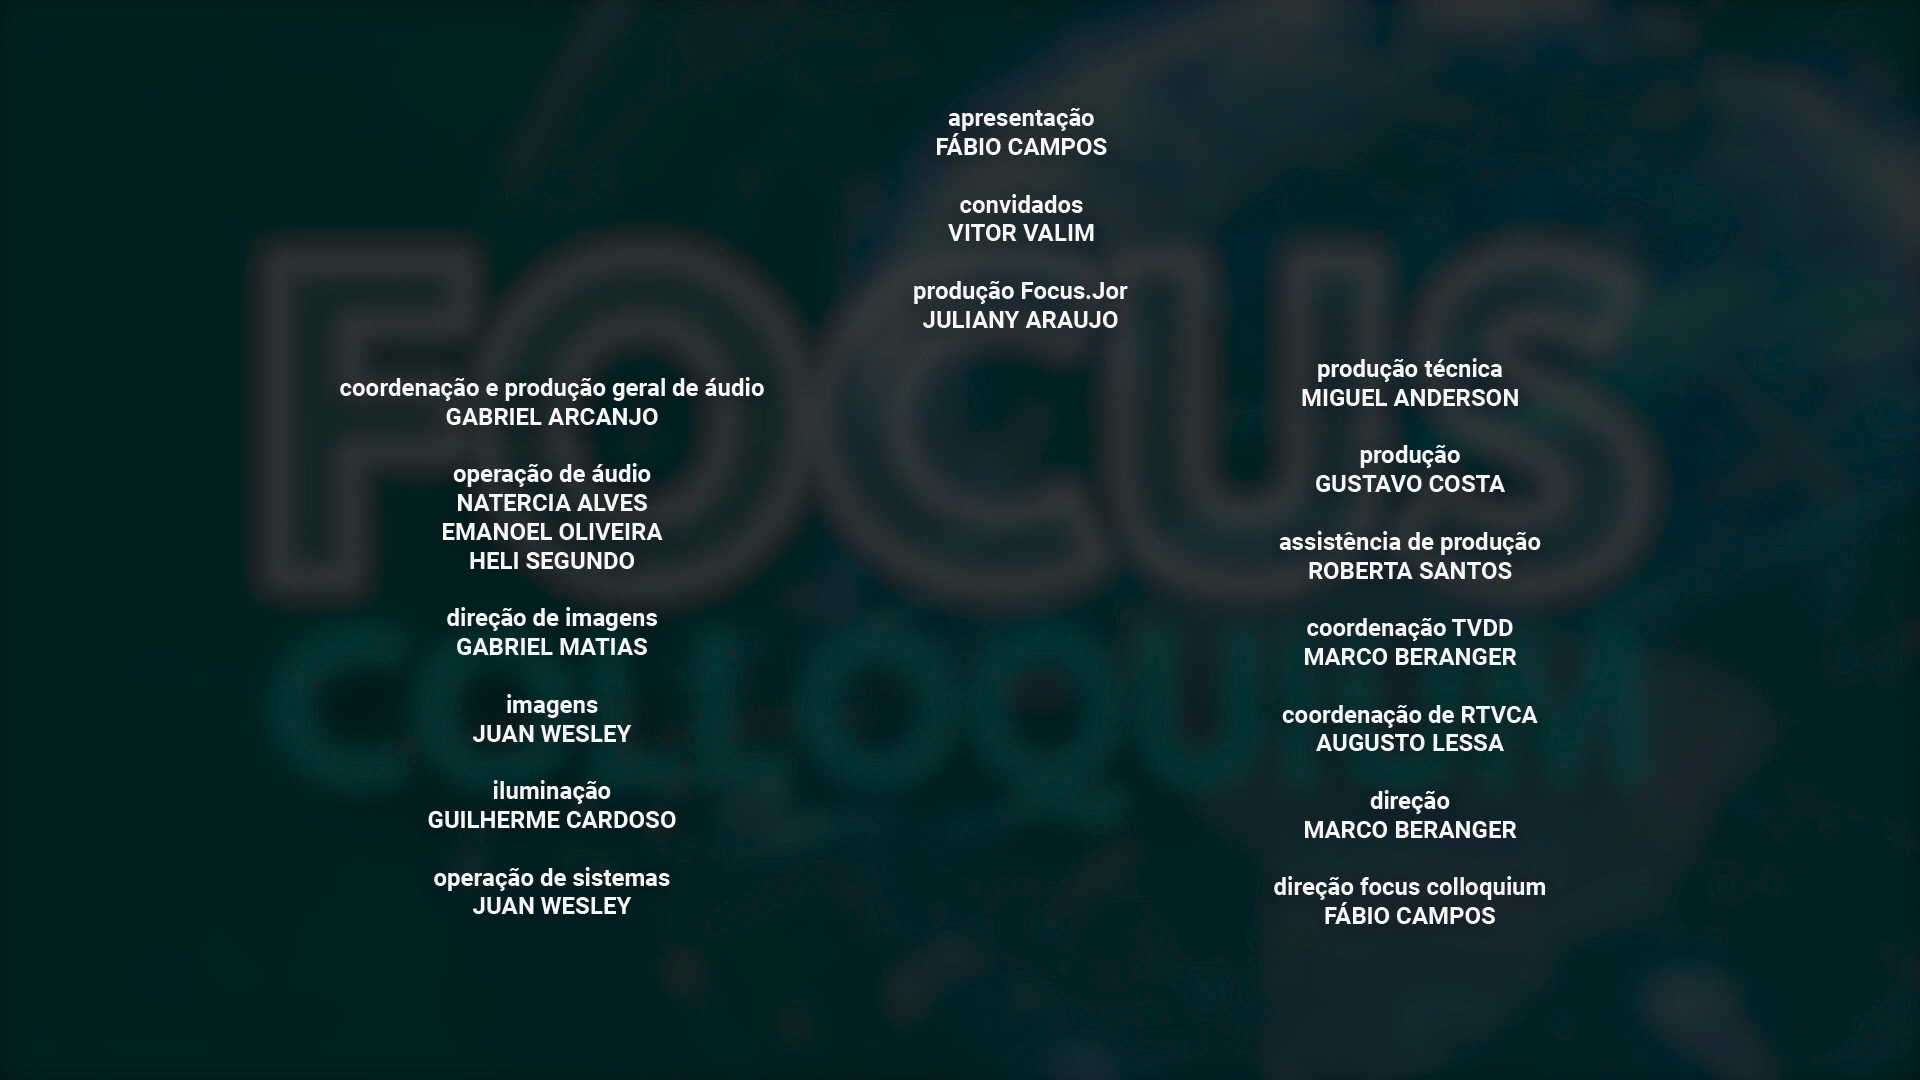 apresentação
FÁBIO CAMPOS
convidados
VITOR VALIM
produção Focus.Jor
JULIANY ARAUJO
coordenação e produção geral de áudio
GABRIEL ARCANJO
operação de áudio
NATERCIA ALVES
EMANOEL OLIVEIRA
HELI SEGUNDO
direção de imagens
GABRIEL MATIAS
imagens
JUAN WESLEY
iluminação
GUILHERME CARDOSO
operação de sistemas
JUAN WESLEY
produção técnica
MIGUEL ANDERSON
produção
GUSTAVO COSTA
assistência de produção
ROBERTA SANTOS
coordenação TVDD
MARCO BERANGER
coordenação de RTVCA
AUGUSTO LESSA
direção
MARCO BERANGER
direção focus colloquium
FÁBIO CAMPOS
FOCUS
COLLOQUIUM